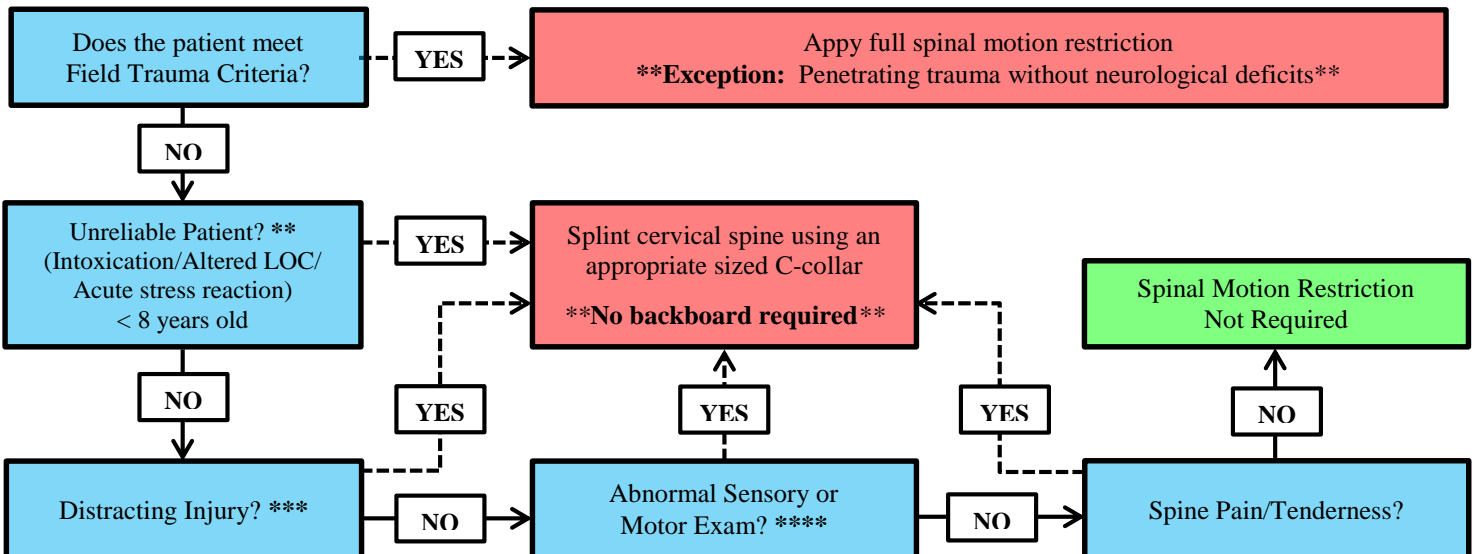 Does the patient meet
Field Trauma Criteria?
YES
Appy full spinal motion restriction
**Exception: Penetrating trauma without neurological deficits**
NO
Unreliable Patient? **
(Intoxication/Altered LOC/
Acute stress reaction)
< 8 years old
YES
Splint cervical spine using an
appropriate sized C-collar
**No backboard required**
Spinal Motion Restriction
Not Required
NO
YES
YES
YES
NO
Distracting Injury? ***
NO
Abnormal Sensory or
Motor Exam? ****
NO
Spine Pain/Tenderness?